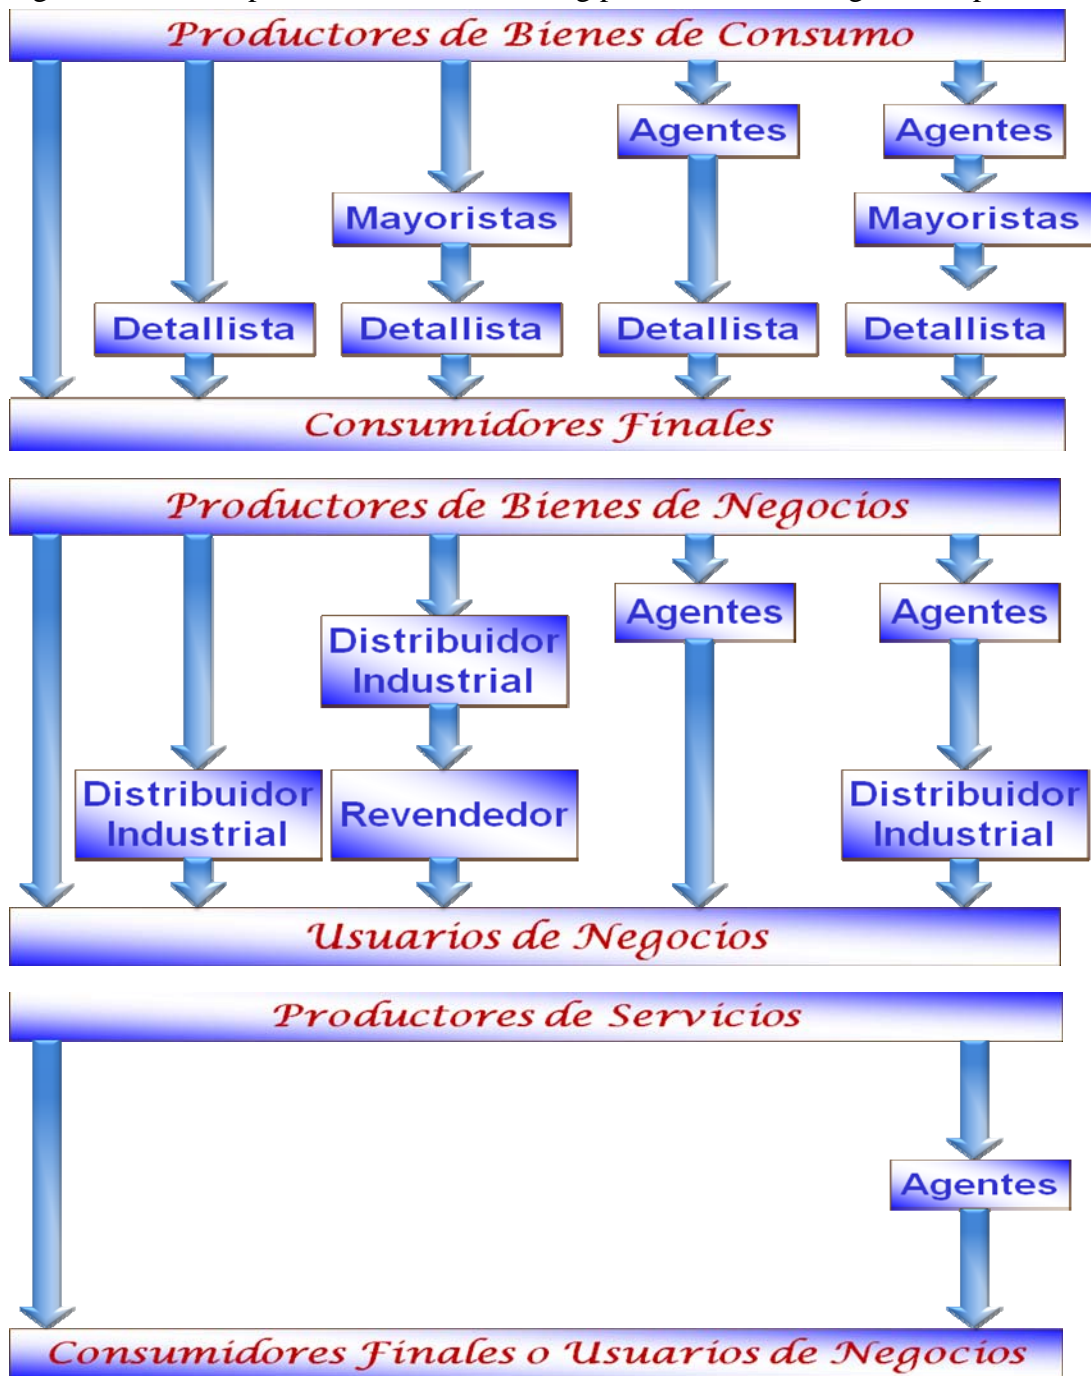 Productores de Bienes de Consumo
Agentes Agentes
Mayoristas Mayoristas
Detallista Detallista Detallista Detallista
Consumidores Finales
Productores de Bienes de Negocios
Agentes Agentes
Distribuidor
Industrial
Distribuidor
Industrial
Revendedor
Distribuidor
Industrial
Usuarios de Negocios
Productores de Servicios
Agentes
Consumidores Finales o Usuarios de Negocios